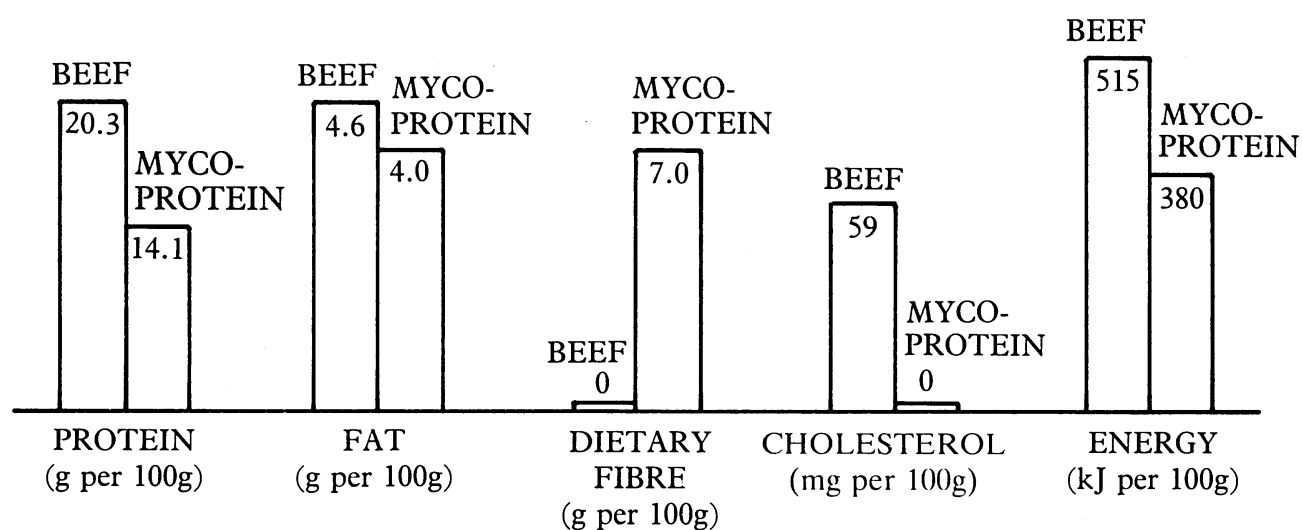 BEEF
20.3
MYCO-
PROTEIN
14.1
PROTEIN
(g per 100g)
BEEF
4.6
MYCO-
PROTEIN
4.0
FAT
(g per 100g)
BEEF
0
MYCO-
PROTEIN
7.0
DIETARY
FIBRE
(g per 100g)
BEEF
59
MYCO-
PROTEIN
0
CHOLESTEROL
(mg per 100g)
BEEF
515
MYCO-
PROTEIN
380
ENERGY
(kJ per 100g)